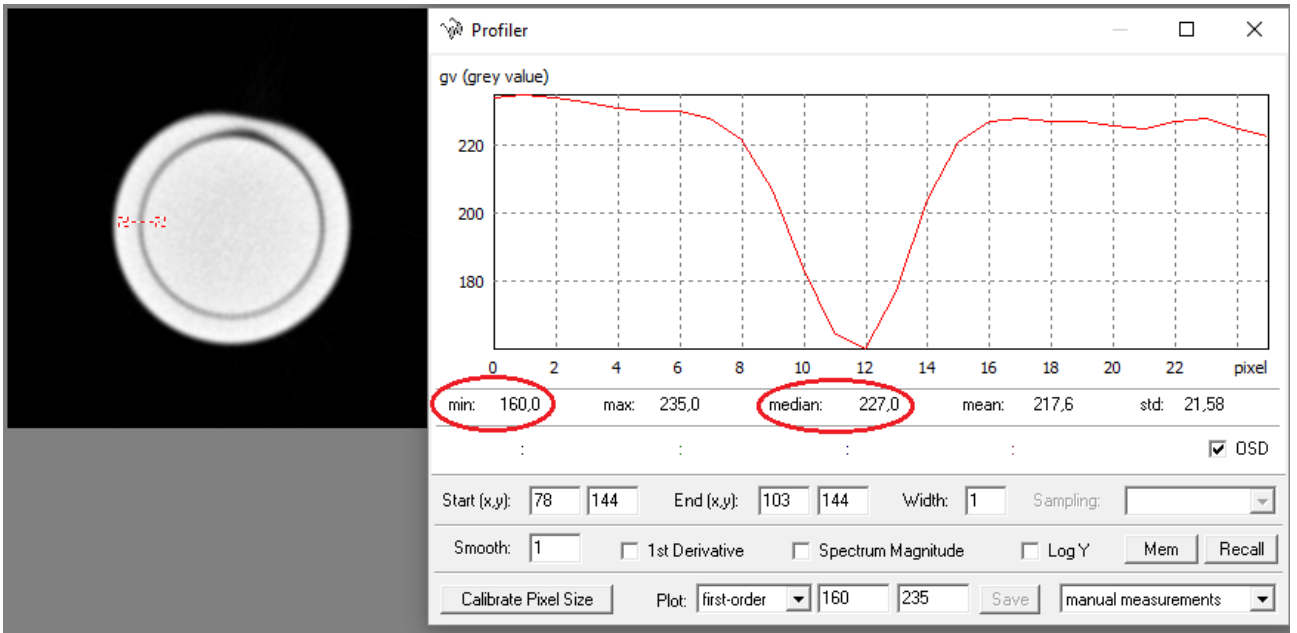 Profiler
gv (grey value)
220
200
180
0 2 4 6 8 10 12 14 16 18 20 22 pixel
min: 160,0 max: 235,0 median: 227,0 mean: 217,6 std: 21,58
: : : : OSD
Start (x,y): 78 144 End (x,y): 103 144 Width: 1 Sampling:
Smooth: 1 1st Derivative Spectrum Magnitude Log Y Mem Recall
Calibrate Pixel Size Plot: first-order 160 235 Save manual measurements